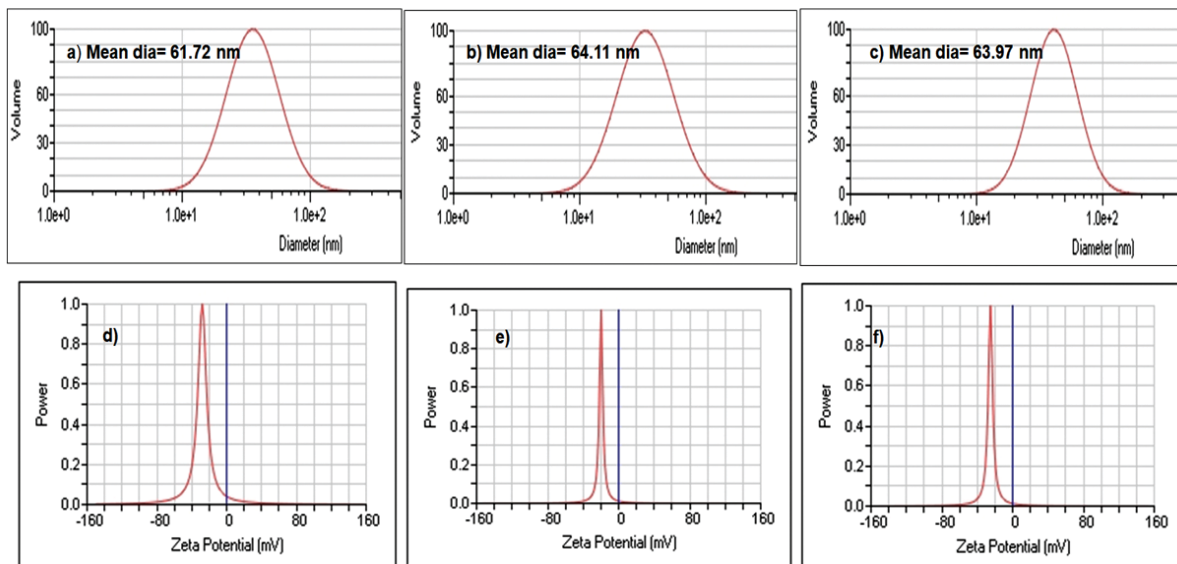 a) Mean dia= 61.72 nm
Volume
100
60
30
0
1.0e+0
1.0e+1
1.0e+2
Diameter (nm)
b) Mean dia= 64.11 nm
Volume
100
60
30
0
1.0e+0
1.0e+1
1.0e+2
Diameter (nm)
c) Mean dia= 63.97 nm
Volume
100
60
30
0
1.0e+0
1.0e+1
1.0e+2
Diameter (nm)
d)
Power
1.0
0.8
0.6
0.4
0.2
0.0
-160
-80
0
80
160
Zeta Potential (mV)
e)
Power
1.0
0.8
0.6
0.4
0.2
0.0
-160
-80
0
80
160
Zeta Potential (mV)
f)
Power
1.0
0.8
0.6
0.4
0.2
0.0
-160
-80
0
80
160
Zeta Potential (mV)